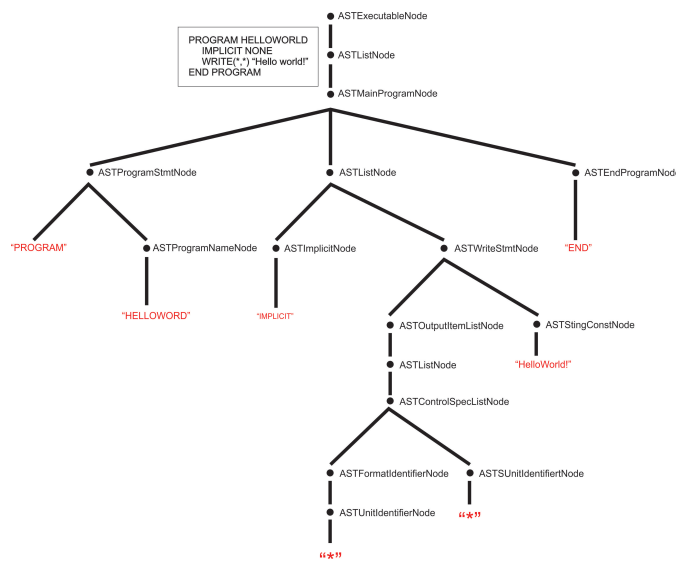 ASTExecutableNode
PROGRAM HELLOWORLD
IMPLICIT NONE
WRITE(*,*) “Hello world!”
END PROGRAM
ASTListNode
ASTMainProgramNode
ASTProgramStmtNode
ASTListNode
ASTEndProgramNode
“PROGRAM”
ASTProgramNameNode
ASTImplicitNode
ASTWriteStmtNode
“END”
“HELLOWORD”
“IMPLICIT”
ASTOutputItemListNode
ASTStingConstNode
ASTListNode
“HelloWorld!”
ASTControlSpecListNode
ASTFormatIdentifierNode
ASTSUnitIdentifiertNode
ASTUnitIdentifierNode
“*”
“*”